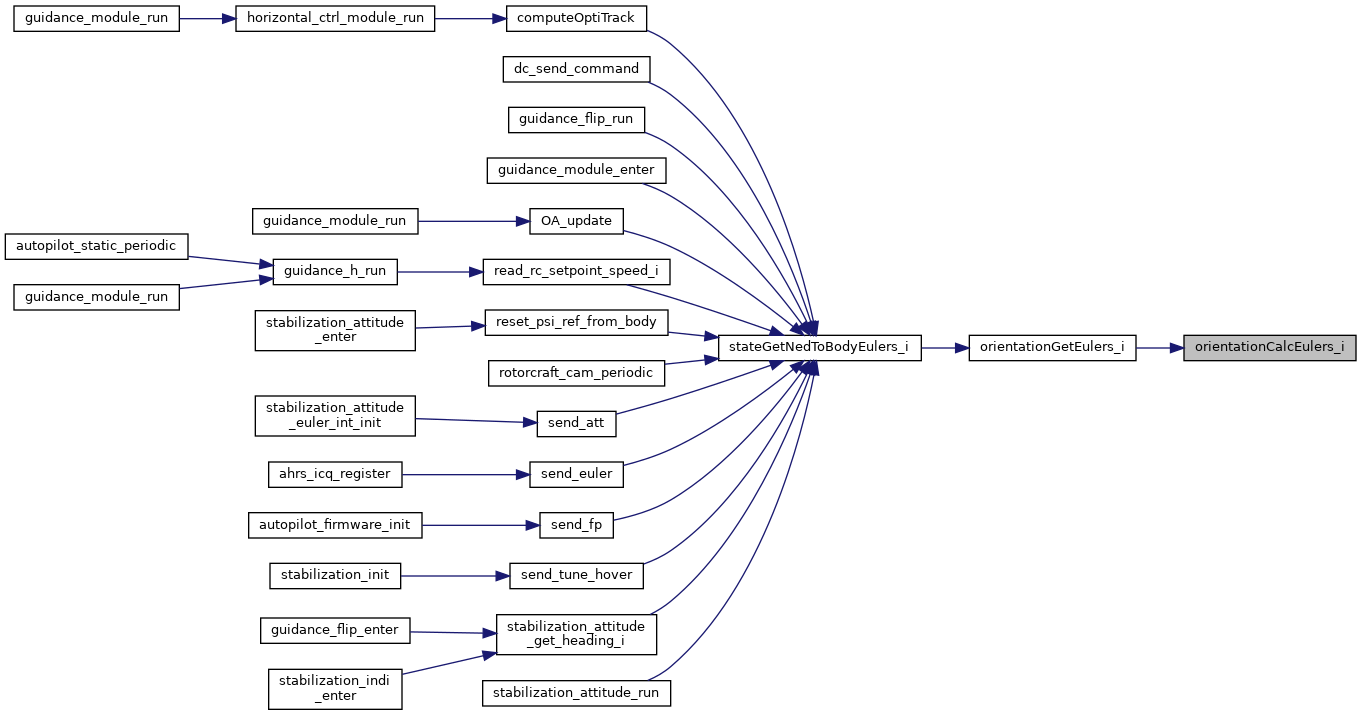 guidance_module_run
horizontal_ctrl_module_run
computeOptiTrack
dc_send_command
guidance_flip_run
guidance_module_enter
guidance_module_run
OA_update
autopilot_static_periodic
guidance_module_run
guidance_h_run
read_rc_setpoint_speed_i
stabilization_attitude
_enter
reset_psi_ref_from_body
rotorcraft_cam_periodic
stateGetNedToBodyEulers_i
orientationGetEulers_i
orientationCalcEulers_i
stabilization_attitude
_euler_int_init
send_att
ahrs_icq_register
send_euler
autopilot_firmware_init
send_fp
stabilization_init
send_tune_hover
guidance_flip_enter
stabilization_attitude
_get_heading_i
stabilization_indi
_enter
stabilization_attitude_run